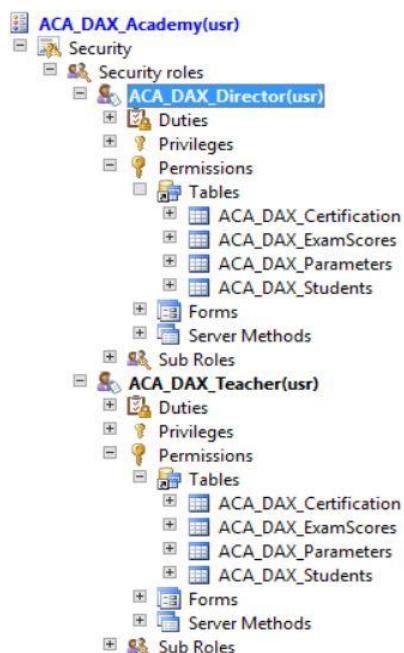 ACA_DAX_Academy(usr)
Security
Security roles
ACA_DAX_Director(usr)
Duties
Privileges
Permissions
Tables
ACA_DAX_Certification
ACA_DAX_ExamScores
ACA_DAX_Parameters
ACA_DAX_Students
Forms
Server Methods
Sub Roles
ACA_DAX_Teacher(usr)
Duties
Privileges
Permissions
Tables
ACA_DAX_Certification
ACA_DAX_ExamScores
ACA_DAX_Parameters
ACA_DAX_Students
Forms
Server Methods
Sub Roles